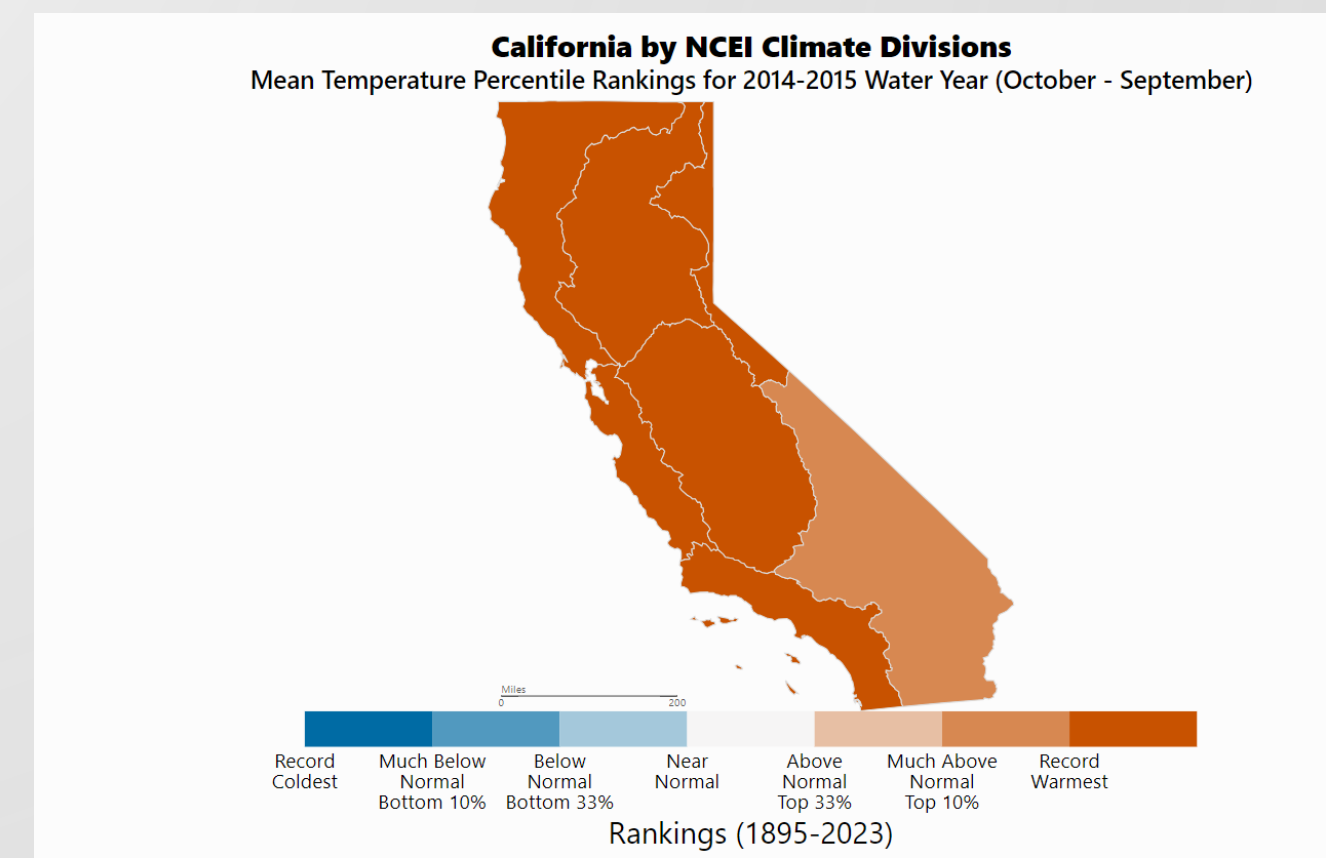 California by NCEI Climate Divisions
Mean Temperature Percentile Rankings for 2014-2015 Water Year (October - September)
Miles
0 200
Record Coldest
Much Below Normal Bottom 10%
Below Normal Bottom 33%
Near Normal
Above Normal Top 33%
Much Above Normal Top 10%
Record Warmest
Rankings (1895-2023)